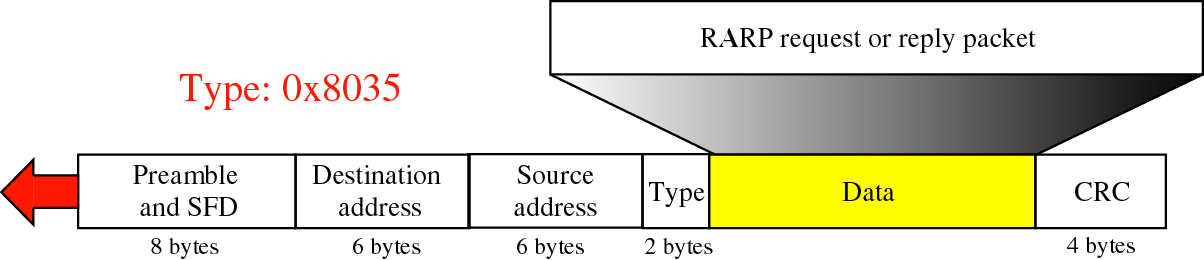 RARP request or reply packet
Type: 0x8035
Preamble
and SFD
Destination
address
Source
address
Type
Data
CRC
8 bytes
6 bytes
6 bytes
2 bytes
4 bytes